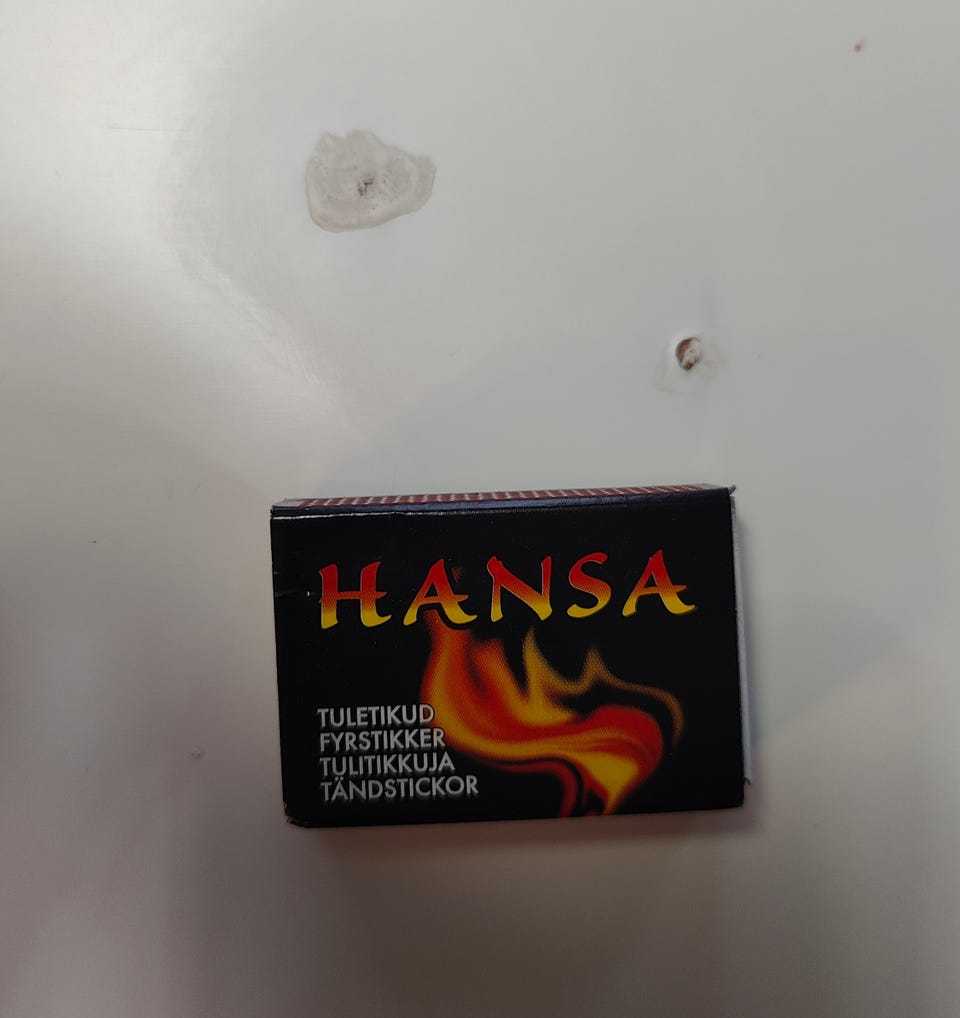 HANSA
TULETIKUD
FYRSTIKKER
TULITIKKUJA
TÄNDSTICKOR